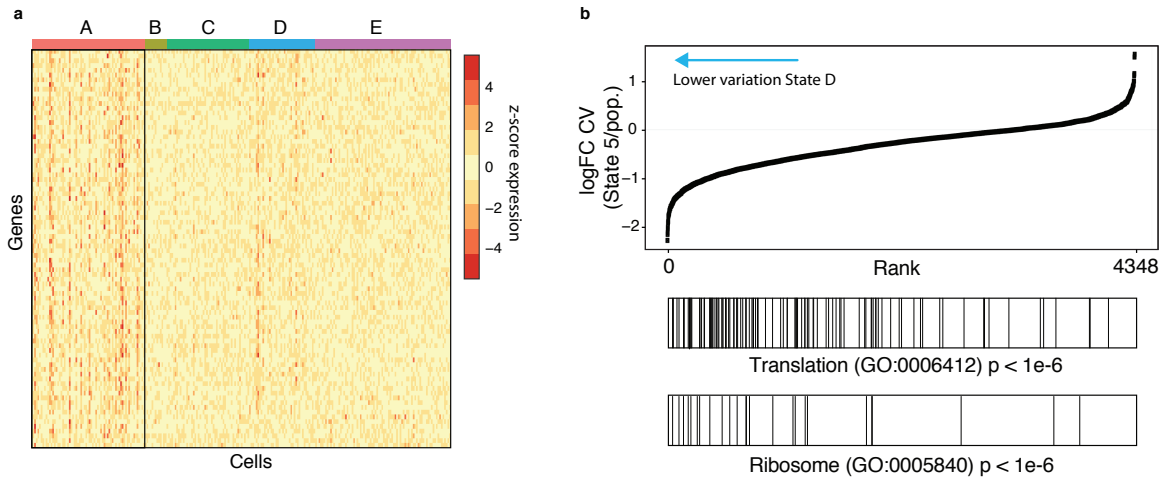 a
A B C D E
Genes
Cells
4
2
0
−2
−4
z-score expression
b
Lower variation State D
logFC CV
(State 5/pop.)
1
0
−1
−2
0 Rank 4348
Translation (GO:0006412) p < 1e-6
Ribosome (GO:0005840) p < 1e-6